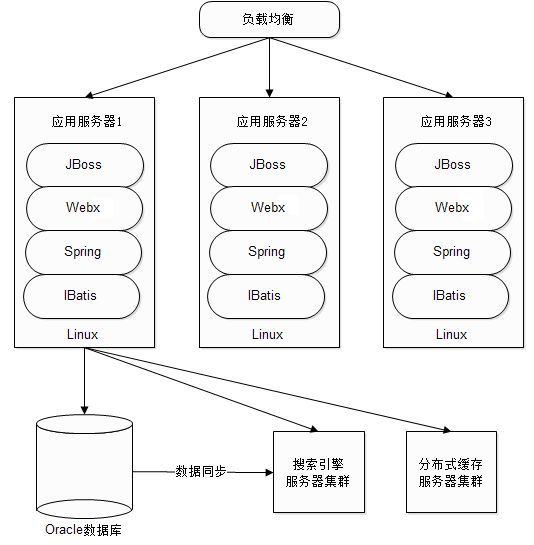 负载均衡
应用服务器1
JBoss
Webx
Spring
IBatis
Linux
应用服务器2
JBoss
Webx
Spring
IBatis
Linux
应用服务器3
JBoss
Webx
Spring
IBatis
Linux
Oracle数据库
数据同步
搜索引擎
服务器集群
分布式缓存
服务器集群